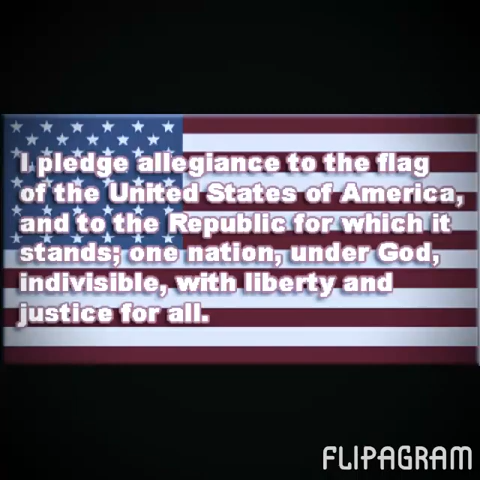 I pledge allegiance to the flag
of the United States of America,
and to the Republic for which it
stands; one nation, under God,
indivisible, with liberty and
justice for all.
FLIPAGRAM